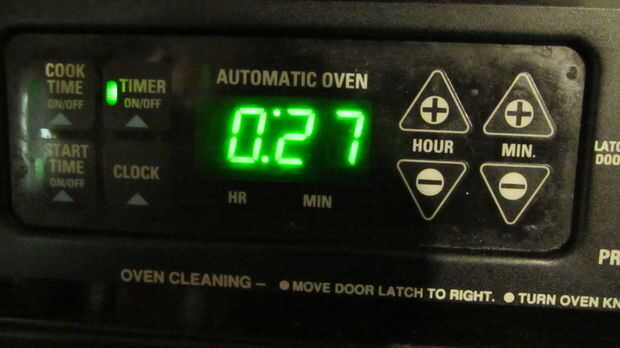 COOK
TIME
ON/OFF
TIMER
ON/OFF
AUTOMATIC OVEN
0:27
HOUR
MIN.
START
TIME
ON/OFF
CLOCK
HR
MIN
OVEN CLEANING – ● MOVE DOOR LATCH TO RIGHT. ● TURN OVEN